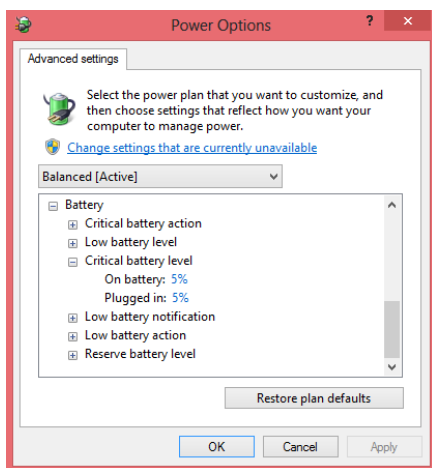 Power Options
?
×
Advanced settings
Select the power plan that you want to customize, and
then choose settings that reflect how you want your
computer to manage power.
Change settings that are currently unavailable
Balanced [Active]
Battery
Critical battery action
Low battery level
Critical battery level
On battery: 5%
Plugged in: 5%
Low battery notification
Low battery action
Reserve battery level
Restore plan defaults
OK
Cancel
Apply